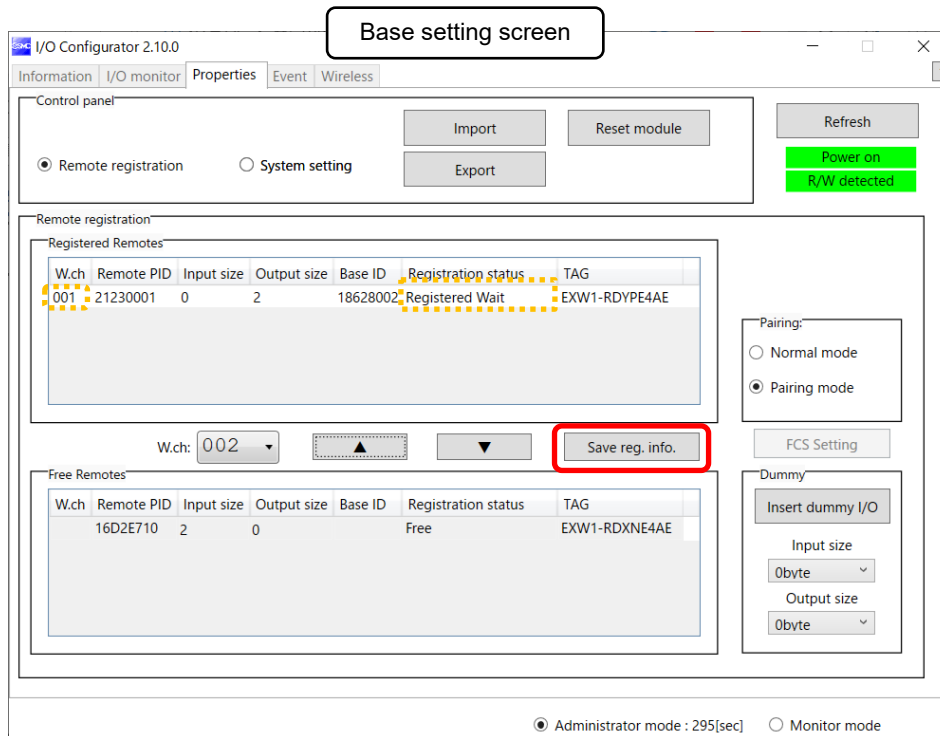 Base setting screen
SMC I/O Configurator 2.10.0
Information I/O monitor Properties Event Wireless
Control panel
Remote registration System setting
Import Reset module
Export
Refresh
Power on
R/W detected
Remote registration
Registered Remotes
W.ch Remote PID Input size Output size Base ID Registration status TAG
001 21230001 0 2 18628002 Registered Wait EXW1-RDYPE4AE
Pairing:
Normal mode
Pairing mode
W.ch: 002 ▲ ▼ Save reg. info.
FCS Setting
Free Remotes
W.ch Remote PID Input size Output size Base ID Registration status TAG
16D2E710 2 0 Free EXW1-RDXNE4AE
Dummy
Insert dummy I/O
Input size
0byte
Output size
0byte
Administrator mode : 295[sec] Monitor mode